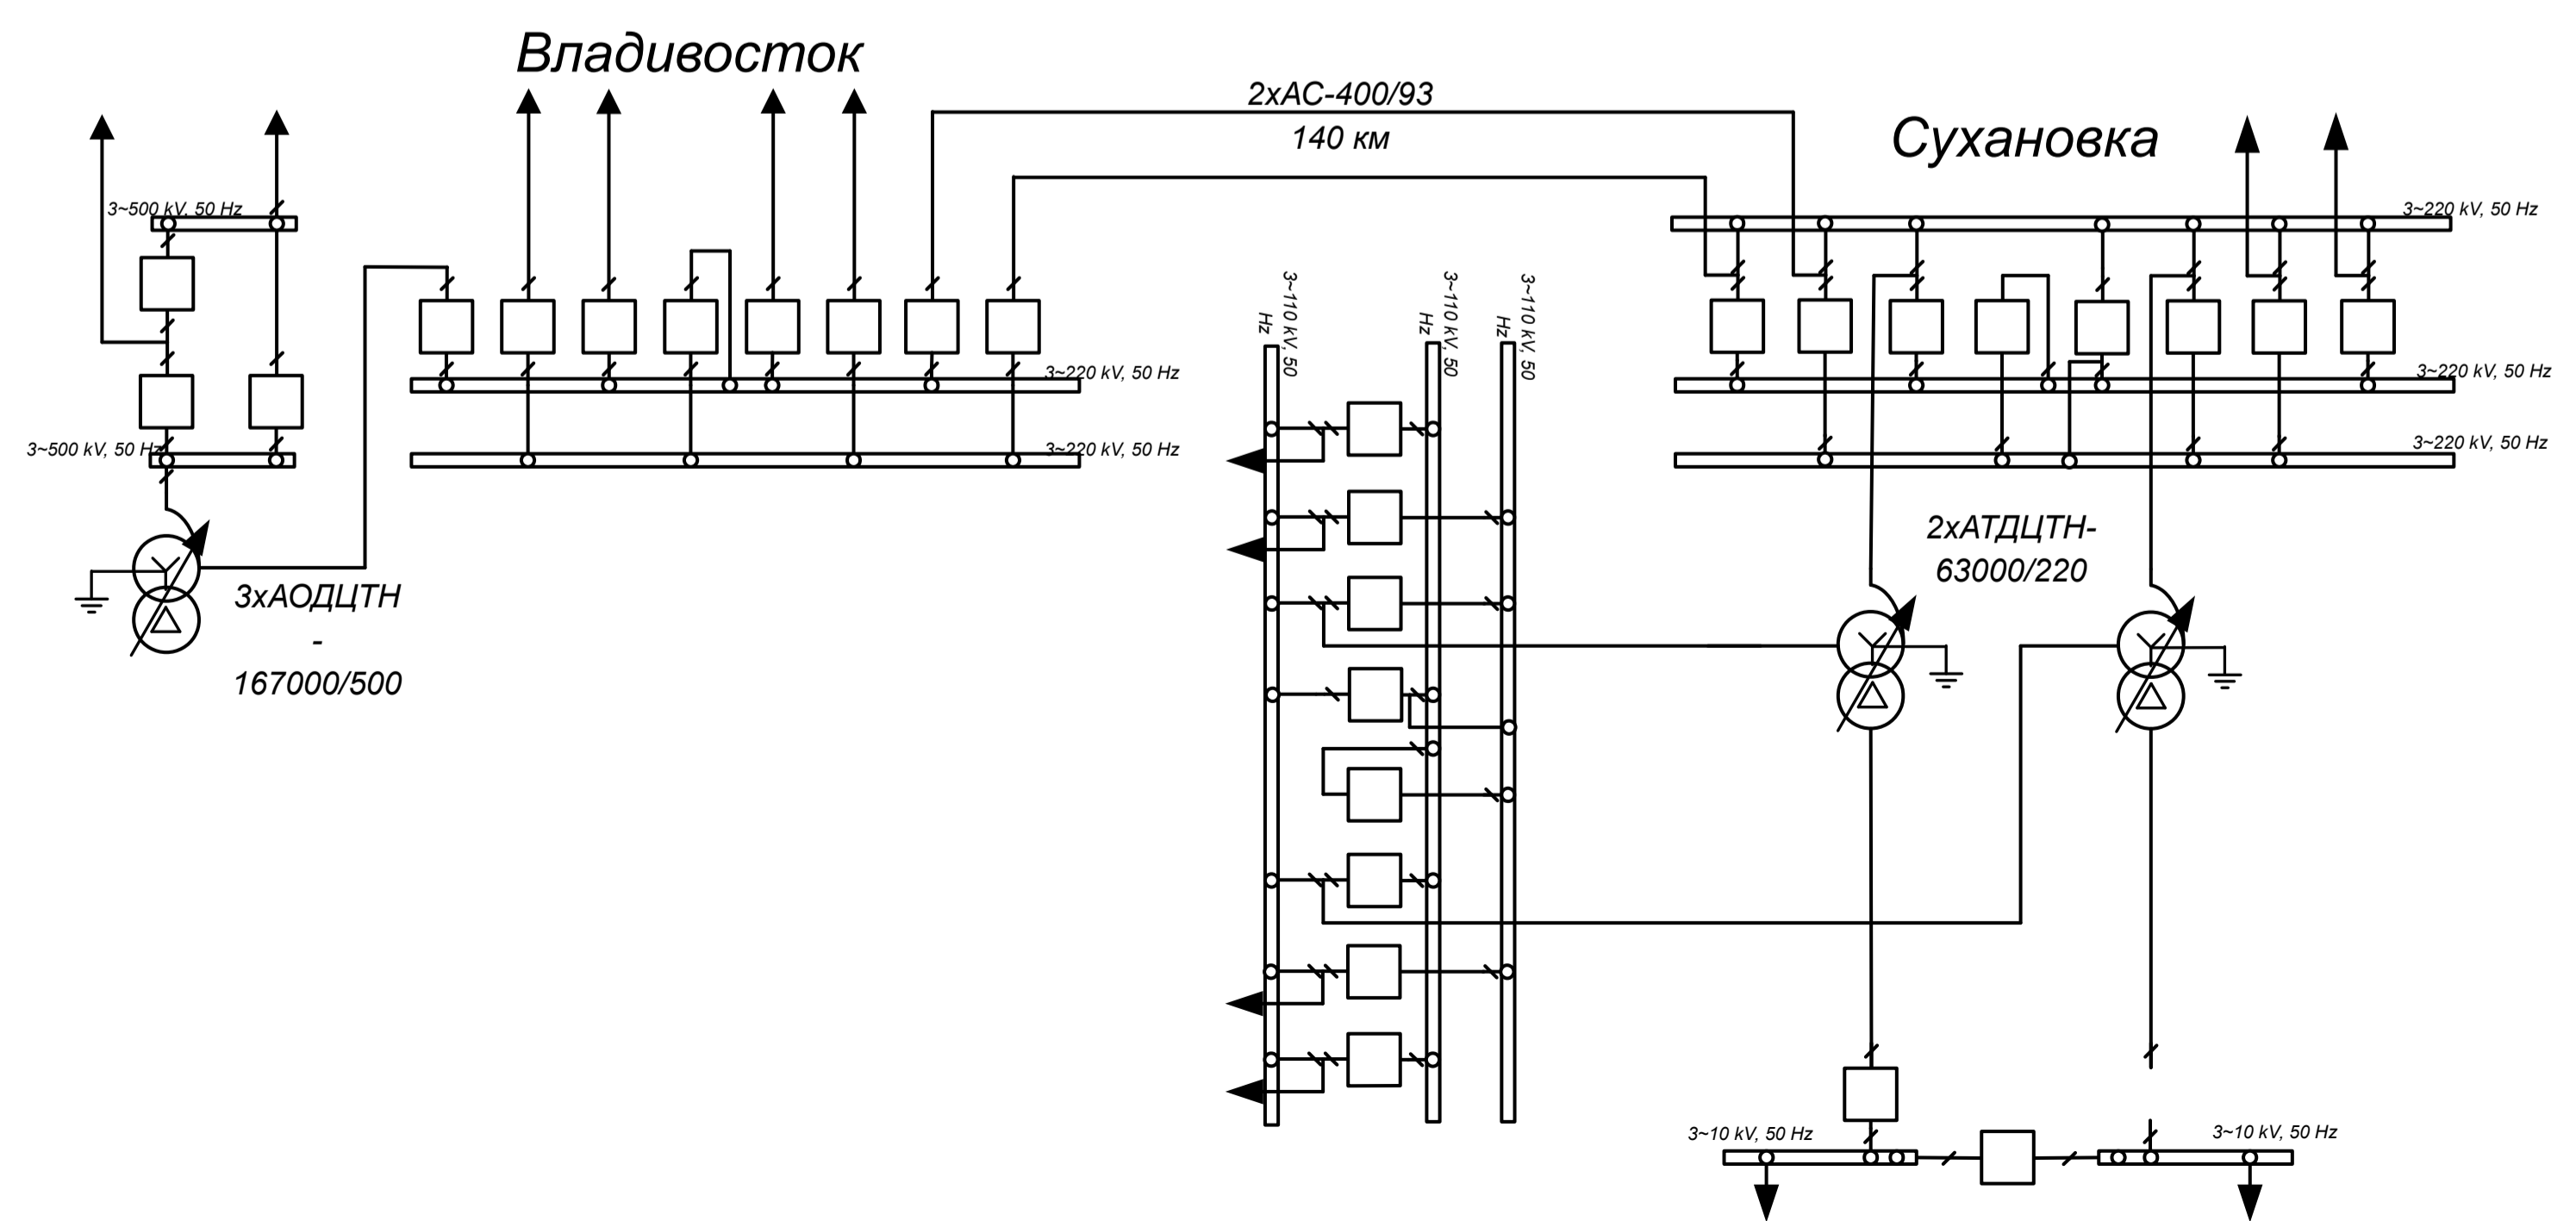 Владивосток
2хАС-400/93
140 км
Сухановка
3~500 kV, 50 Hz
3~220 kV, 50 Hz
3~110 kV, 50
Hz
3~110 kV, 50
Hz
3~110 kV, 50
Hz
3~220 kV, 50 Hz
3~220 kV, 50 Hz
3~500 kV, 50 Hz
3~220 kV, 50 Hz
3~220 kV, 50 Hz
2хАТДЦТН-
63000/220
3хАОДЦТН
-
167000/500
3~10 kV, 50 Hz
3~10 kV, 50 Hz